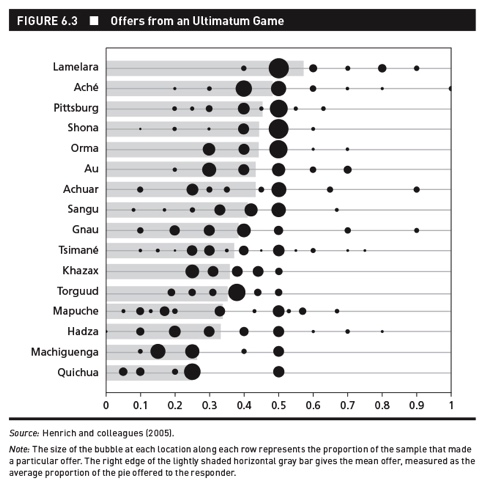 FIGURE 6.3 ■ Offers from an Ultimatum Game
Lamelara
Aché
Pittsburg
Shona
Orma
Au
Achuar
Sangu
Gnau
Tsimané
Khazax
Torguud
Mapuche
Hadza
Machiguenga
Quichua
0 0.1 0.2 0.3 0.4 0.5 0.6 0.7 0.8 0.9 1
Source: Henrich and colleagues (2005).
Note: The size of the bubble at each location along each row represents the proportion of the sample that made
a particular offer. The right edge of the lightly shaded horizontal gray bar gives the mean offer, measured as the
average proportion of the pie offered to the responder.